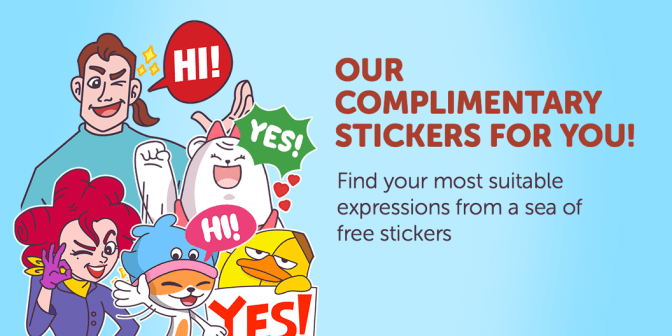 HI!
YES!
HI!
YES!
OUR
COMPLIMENTARY
STICKERS FOR YOU!
Find your most suitable
expressions from a sea of
free stickers